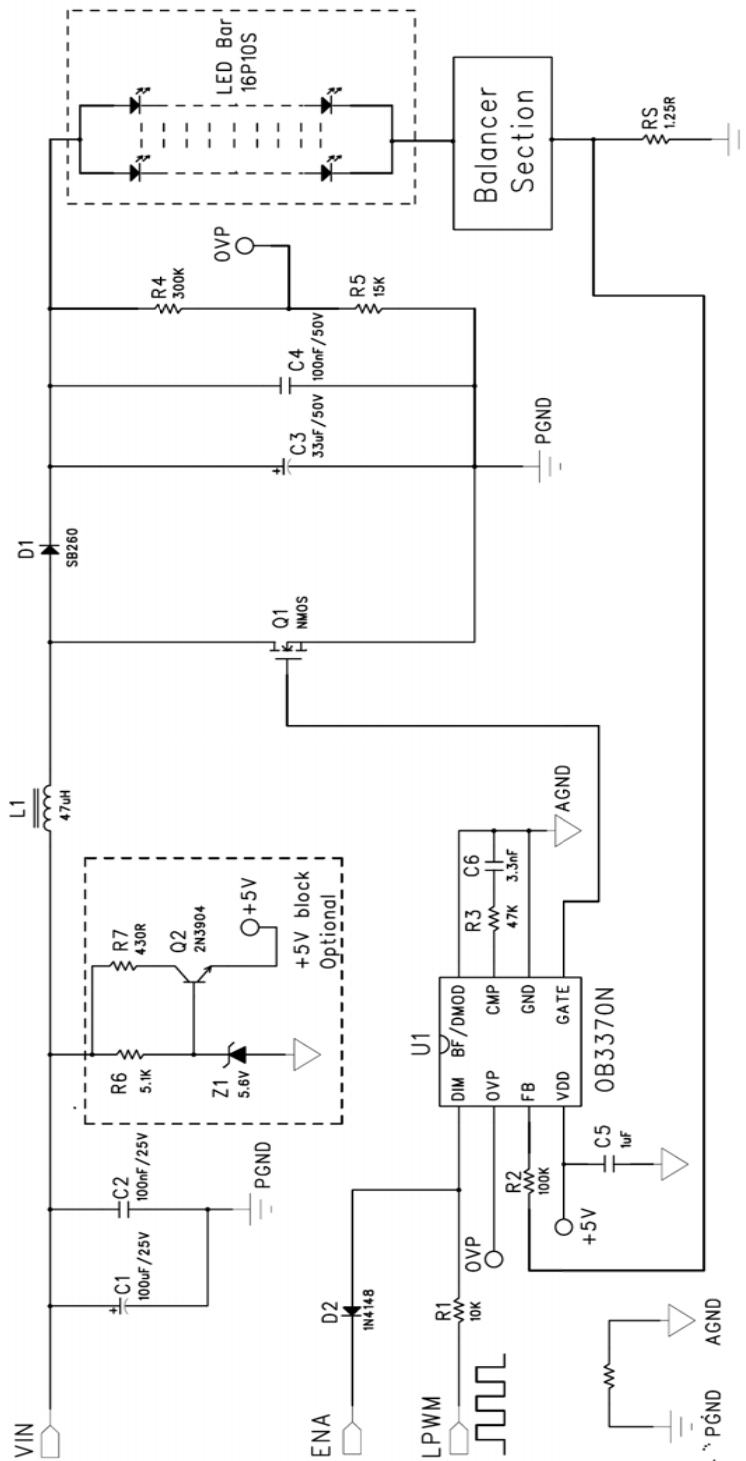 VIN
C1
100uF/25V
C2
100nF/25V
PGND
R6
5.1K
R7
430R
Q2
2N3904
Z1
5.6V
+5V
+5V block
Optional
L1
47uH
D1
SB260
Q1
NMOS
C3
33uF/50V
C4
100nF/50V
PGND
R4
300K
R5
15K
OVP
LED Bar
16P10S
Balancer
Section
RS
1.25R
ENA
D2
1N4148
LPWM
R1
10K
OVP
R2
100K
+5V
C5
1uF
U1
DIM
BF/DMOD
OVP
CMP
FB
GND
VDD
GATE
OB3370N
R3
47K
C6
3.3nF
AGND
PGND
AGND